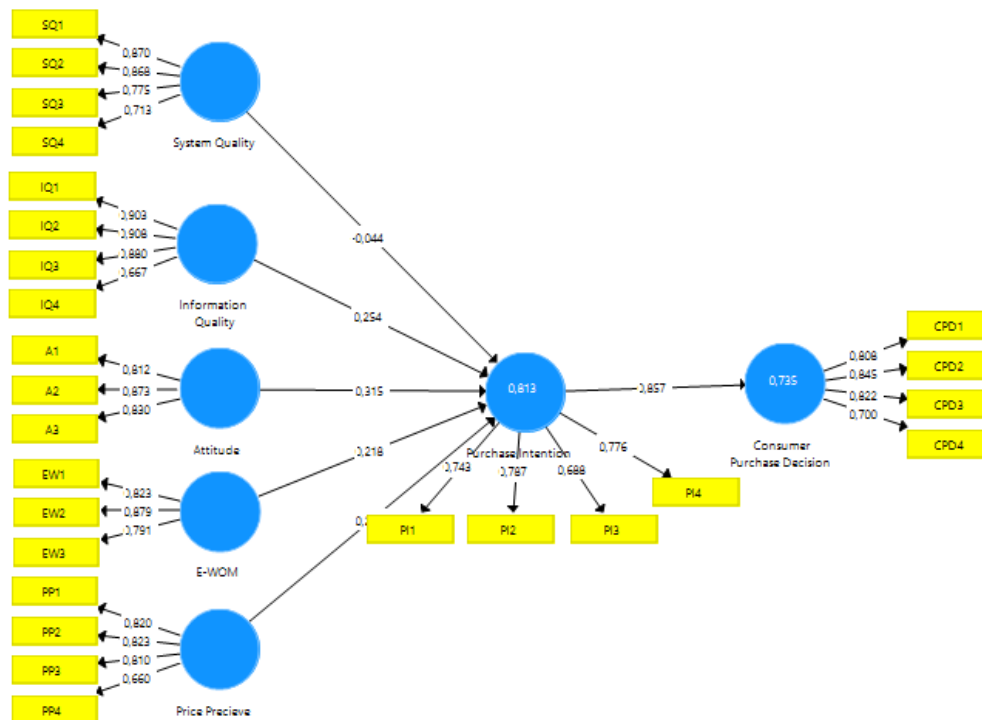 SQ1
0,870
SQ2
0,868
SQ3
0,775
0,713
SQ4
System Quality
IQ1
0,903
IQ2
0,908
IQ3
0,880
0,667
IQ4
Information
Quality
-0,044
0,254
A1
0,812
A2
0,873
A3
0,830
Attitude
0,315
0,813
Purchase Intention
0,857
0,735
Consumer
Purchase Decision
CPD1
0,808
CPD2
0,845
0,822
CPD3
0,700
CPD4
0,218
0,743
0,787
0,688
0,776
PI1
PI2
PI3
PI4
EW1
0,823
EW2
0,879
0,791
EW3
E-WOM
PP1
0,820
PP2
0,823
PP3
0,810
0,660
PP4
Price Precieve